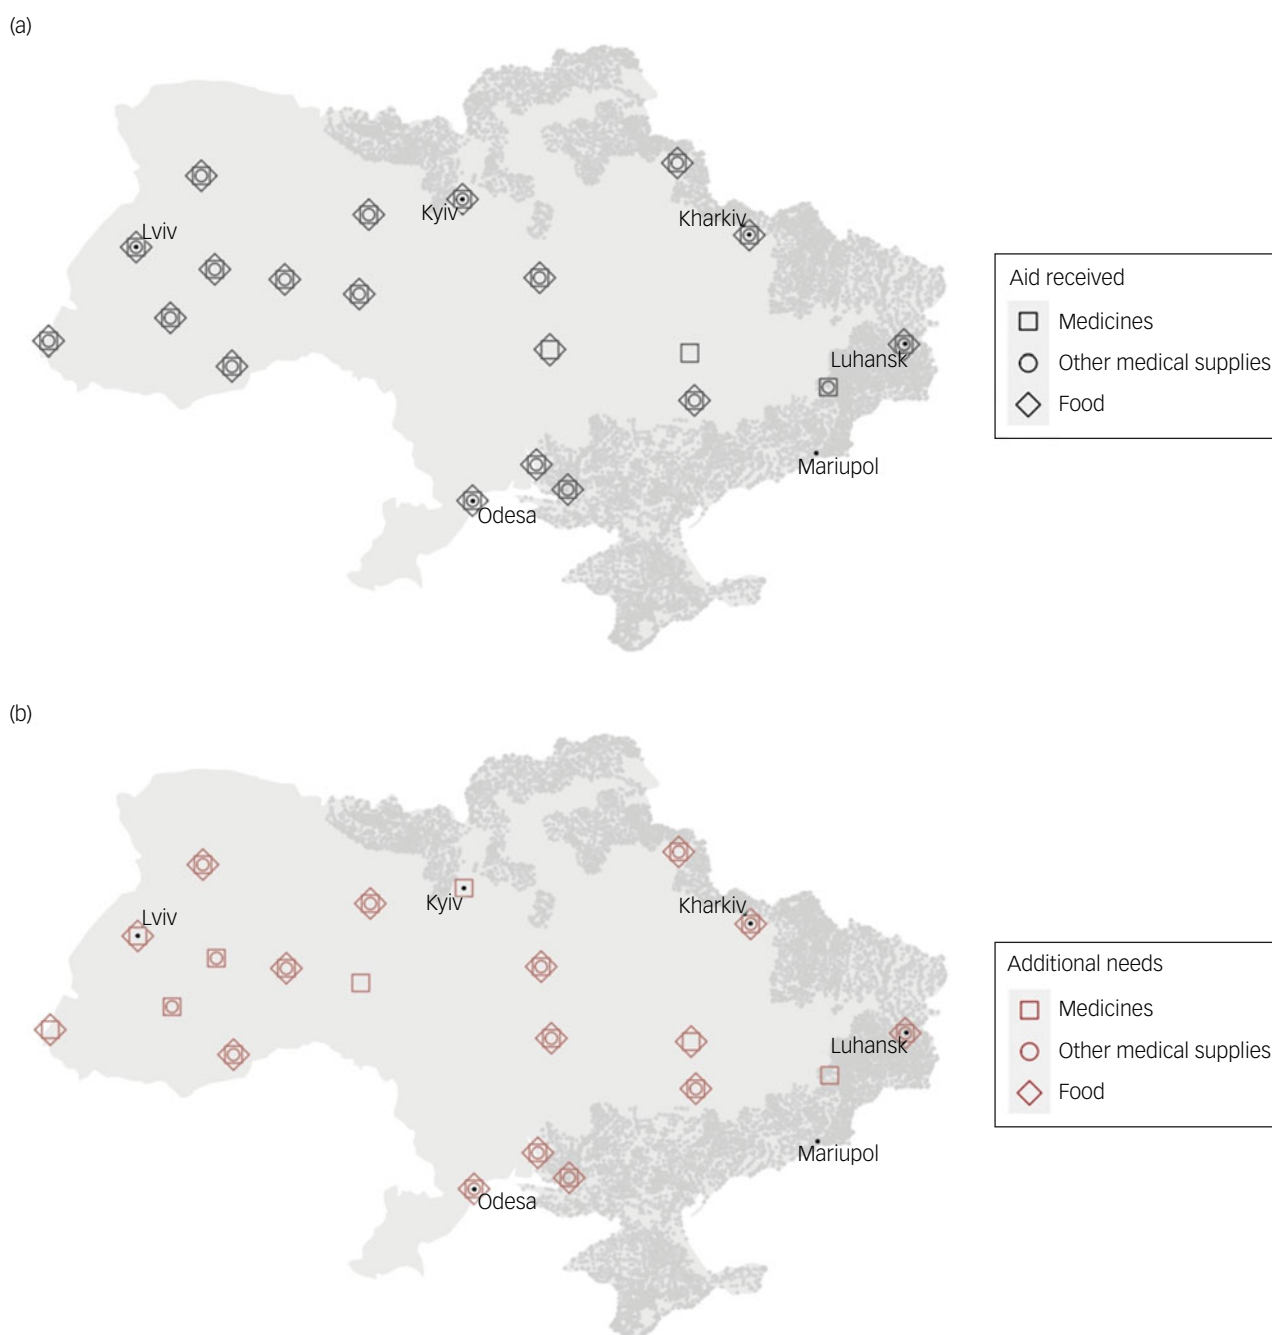 (a)
Lviv
Kyiv
Kharkiv
Luhansk
Mariupol
Odesa
Aid received
Medicines
Other medical supplies
Food
(b)
Lviv
Kyiv
Kharkiv
Luhansk
Mariupol
Odesa
Additional needs
Medicines
Other medical supplies
Food